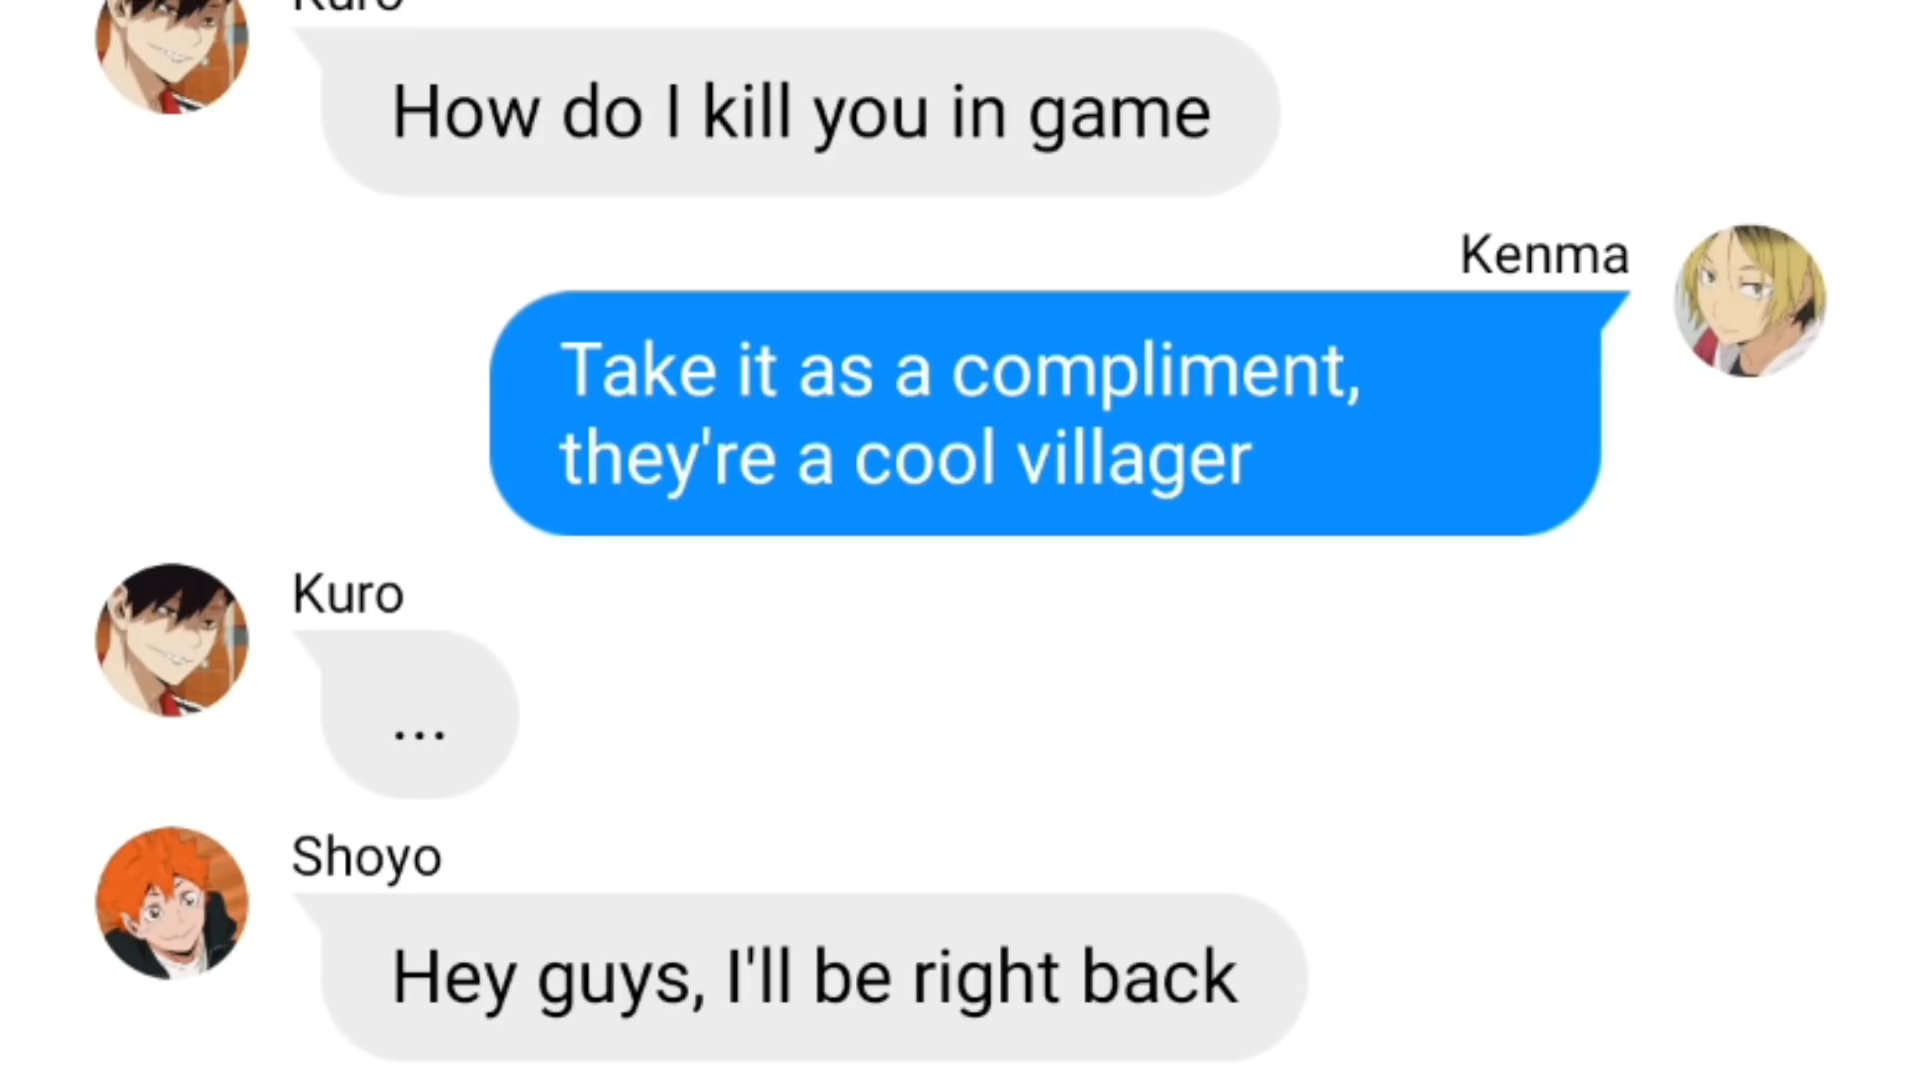 Kuro
How do I kill you in game
Kenma
Take it as a compliment,
they're a cool villager
Kuro
...
Shoyo
Hey guys, I'll be right back